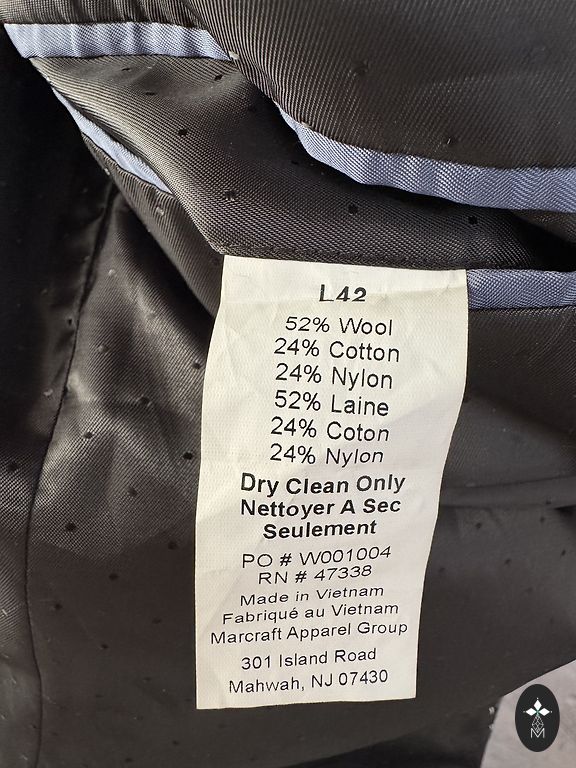 L42
52% Wool
24% Cotton
24% Nylon
52% Laine
24% Coton
24% Nylon
Dry Clean Only
Nettoyer A Sec
Seulement
PO # W001004
RN # 47338
Made in Vietnam
Fabriqué au Vietnam
Marcraft Apparel Group
301 Island Road
Mahwah, NJ 07430
M